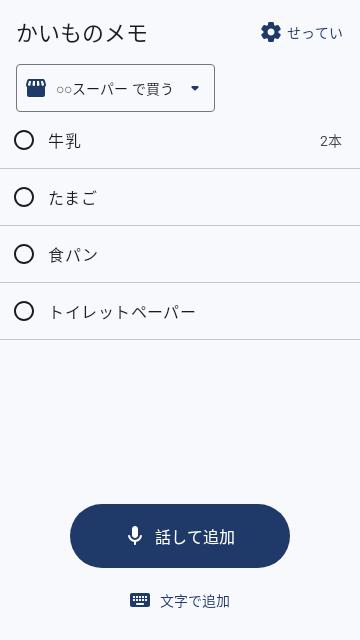 かいものメモ
せってい
○○スーパー で買う
牛乳 2本
たまご
食パン
トイレットペーパー
話して追加
文字で追加